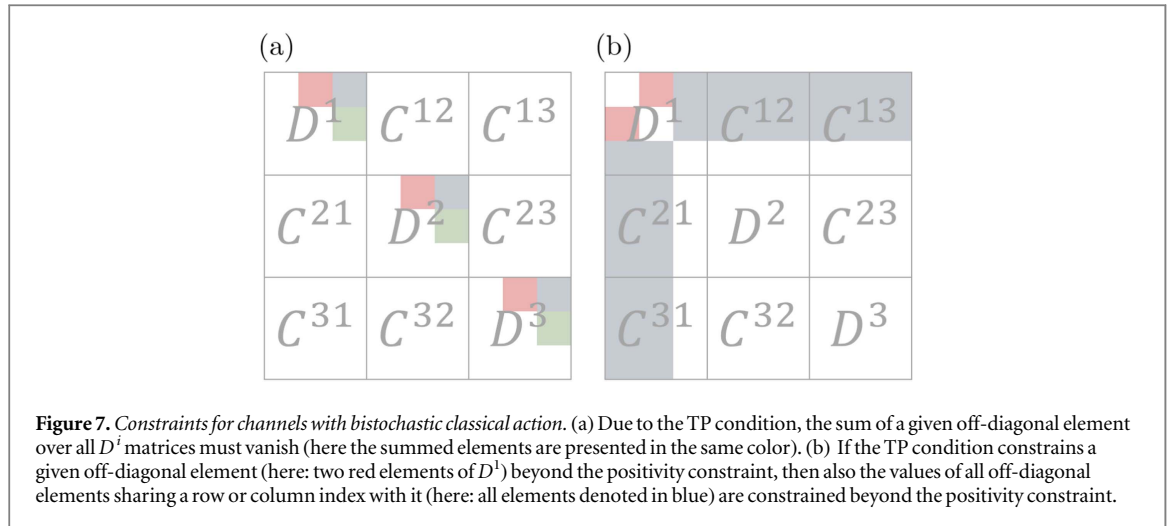 (a)
(b)
D¹ C¹² C¹³
C²¹ D² C²³
C³¹ C³² D³
D¹ C¹² C¹³
C²¹ D² C²³
C³¹ C³² D³
Figure 7. Constraints for channels with bistochastic classical action. (a) Due to the TP condition, the sum of a given off-diagonal element
over all Dⁱ matrices must vanish (here the summed elements are presented in the same color). (b) If the TP condition constrains a
given off-diagonal element (here: two red elements of D¹) beyond the positivity constraint, then also the values of all off-diagonal
elements sharing a row or column index with it (here: all elements denoted in blue) are constrained beyond the positivity constraint.